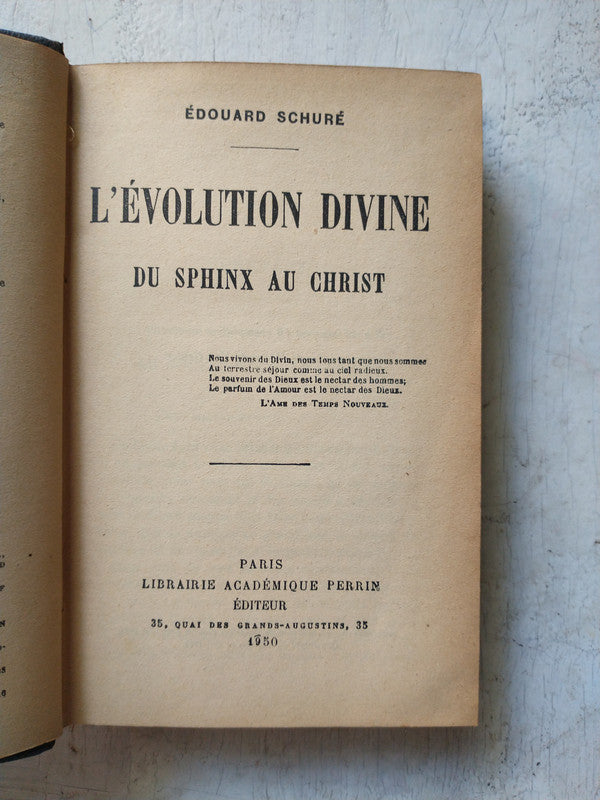 ÉDOUARD SCHURÉ
L'ÉVOLUTION DIVINE
DU SPHINX AU CHRIST
Nous vivons du Divin, nous tous tant que nous sommes
Au terrestre séjour comme au ciel radieux.
Le souvenir des Dieux est le nectar des hommes;
Le parfum de l'Amour est le nectar des Dieux.
L'AME DES TEMPS NOUVEAUX.
PARIS
LIBRAIRIE ACADÉMIQUE PERRIN
ÉDITEUR
35, QUAI DES GRANDS-AUGUSTINS, 35
1950